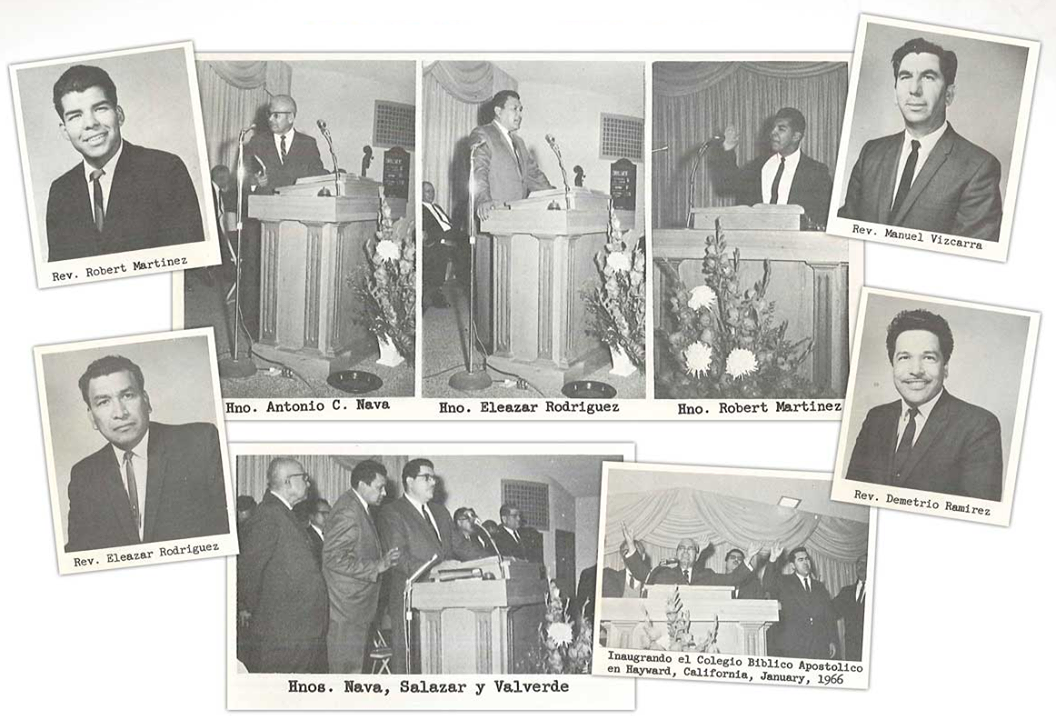 Rev. Robert Martinez
Hno. Antonio C. Nava
Hno. Eleazar Rodriguez
Hno. Robert Martinez
Rev. Manuel Vizcarra
Rev. Eleazar Rodriguez
Rev. Demetrio Ramirez
Hnos. Nava, Salazar y Valverde
Inaugrando el Colegio Biblico Apostolico
en Hayward, California, January, 1966